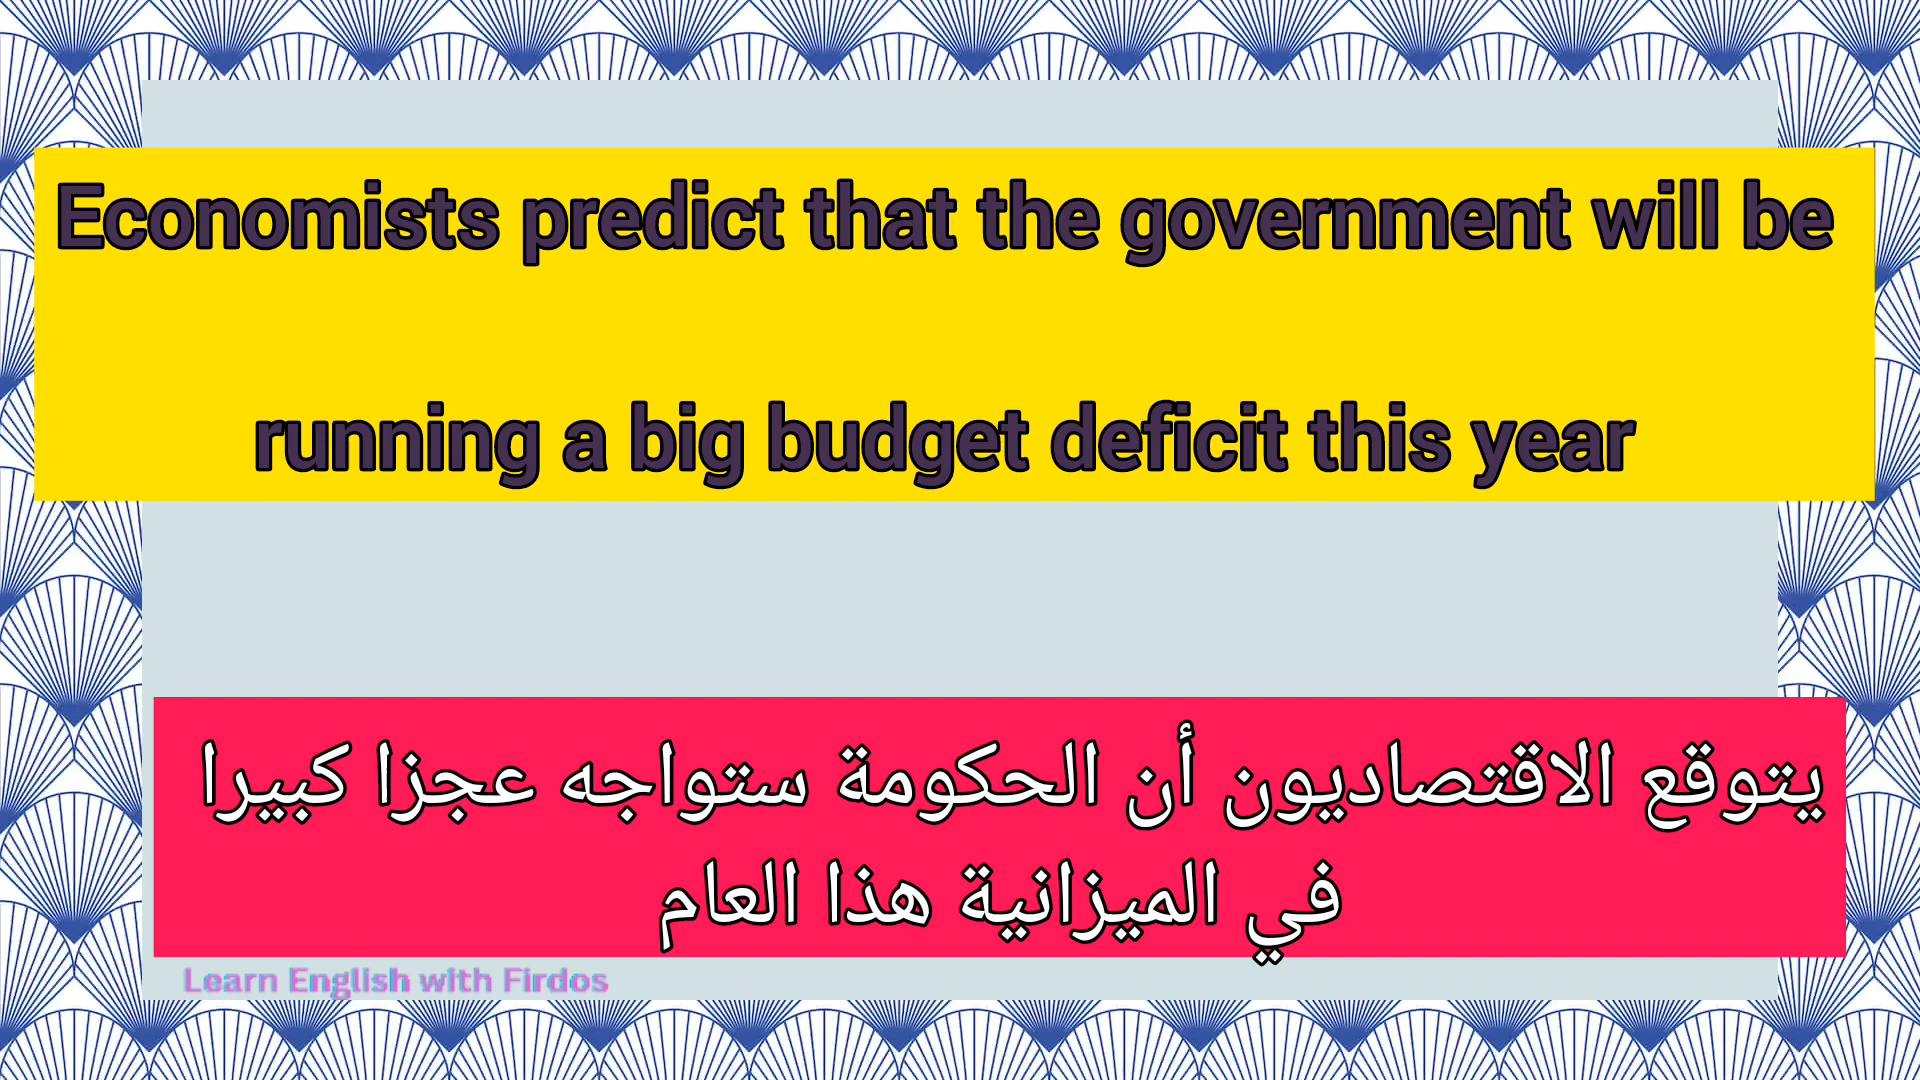 Economists predict that the government will be
running a big budget deficit this year
يتوقع الاقتصاديون أن الحكومة ستواجه عجزا كبيرا
في الميزانية هذا العام
Learn English with Firdos